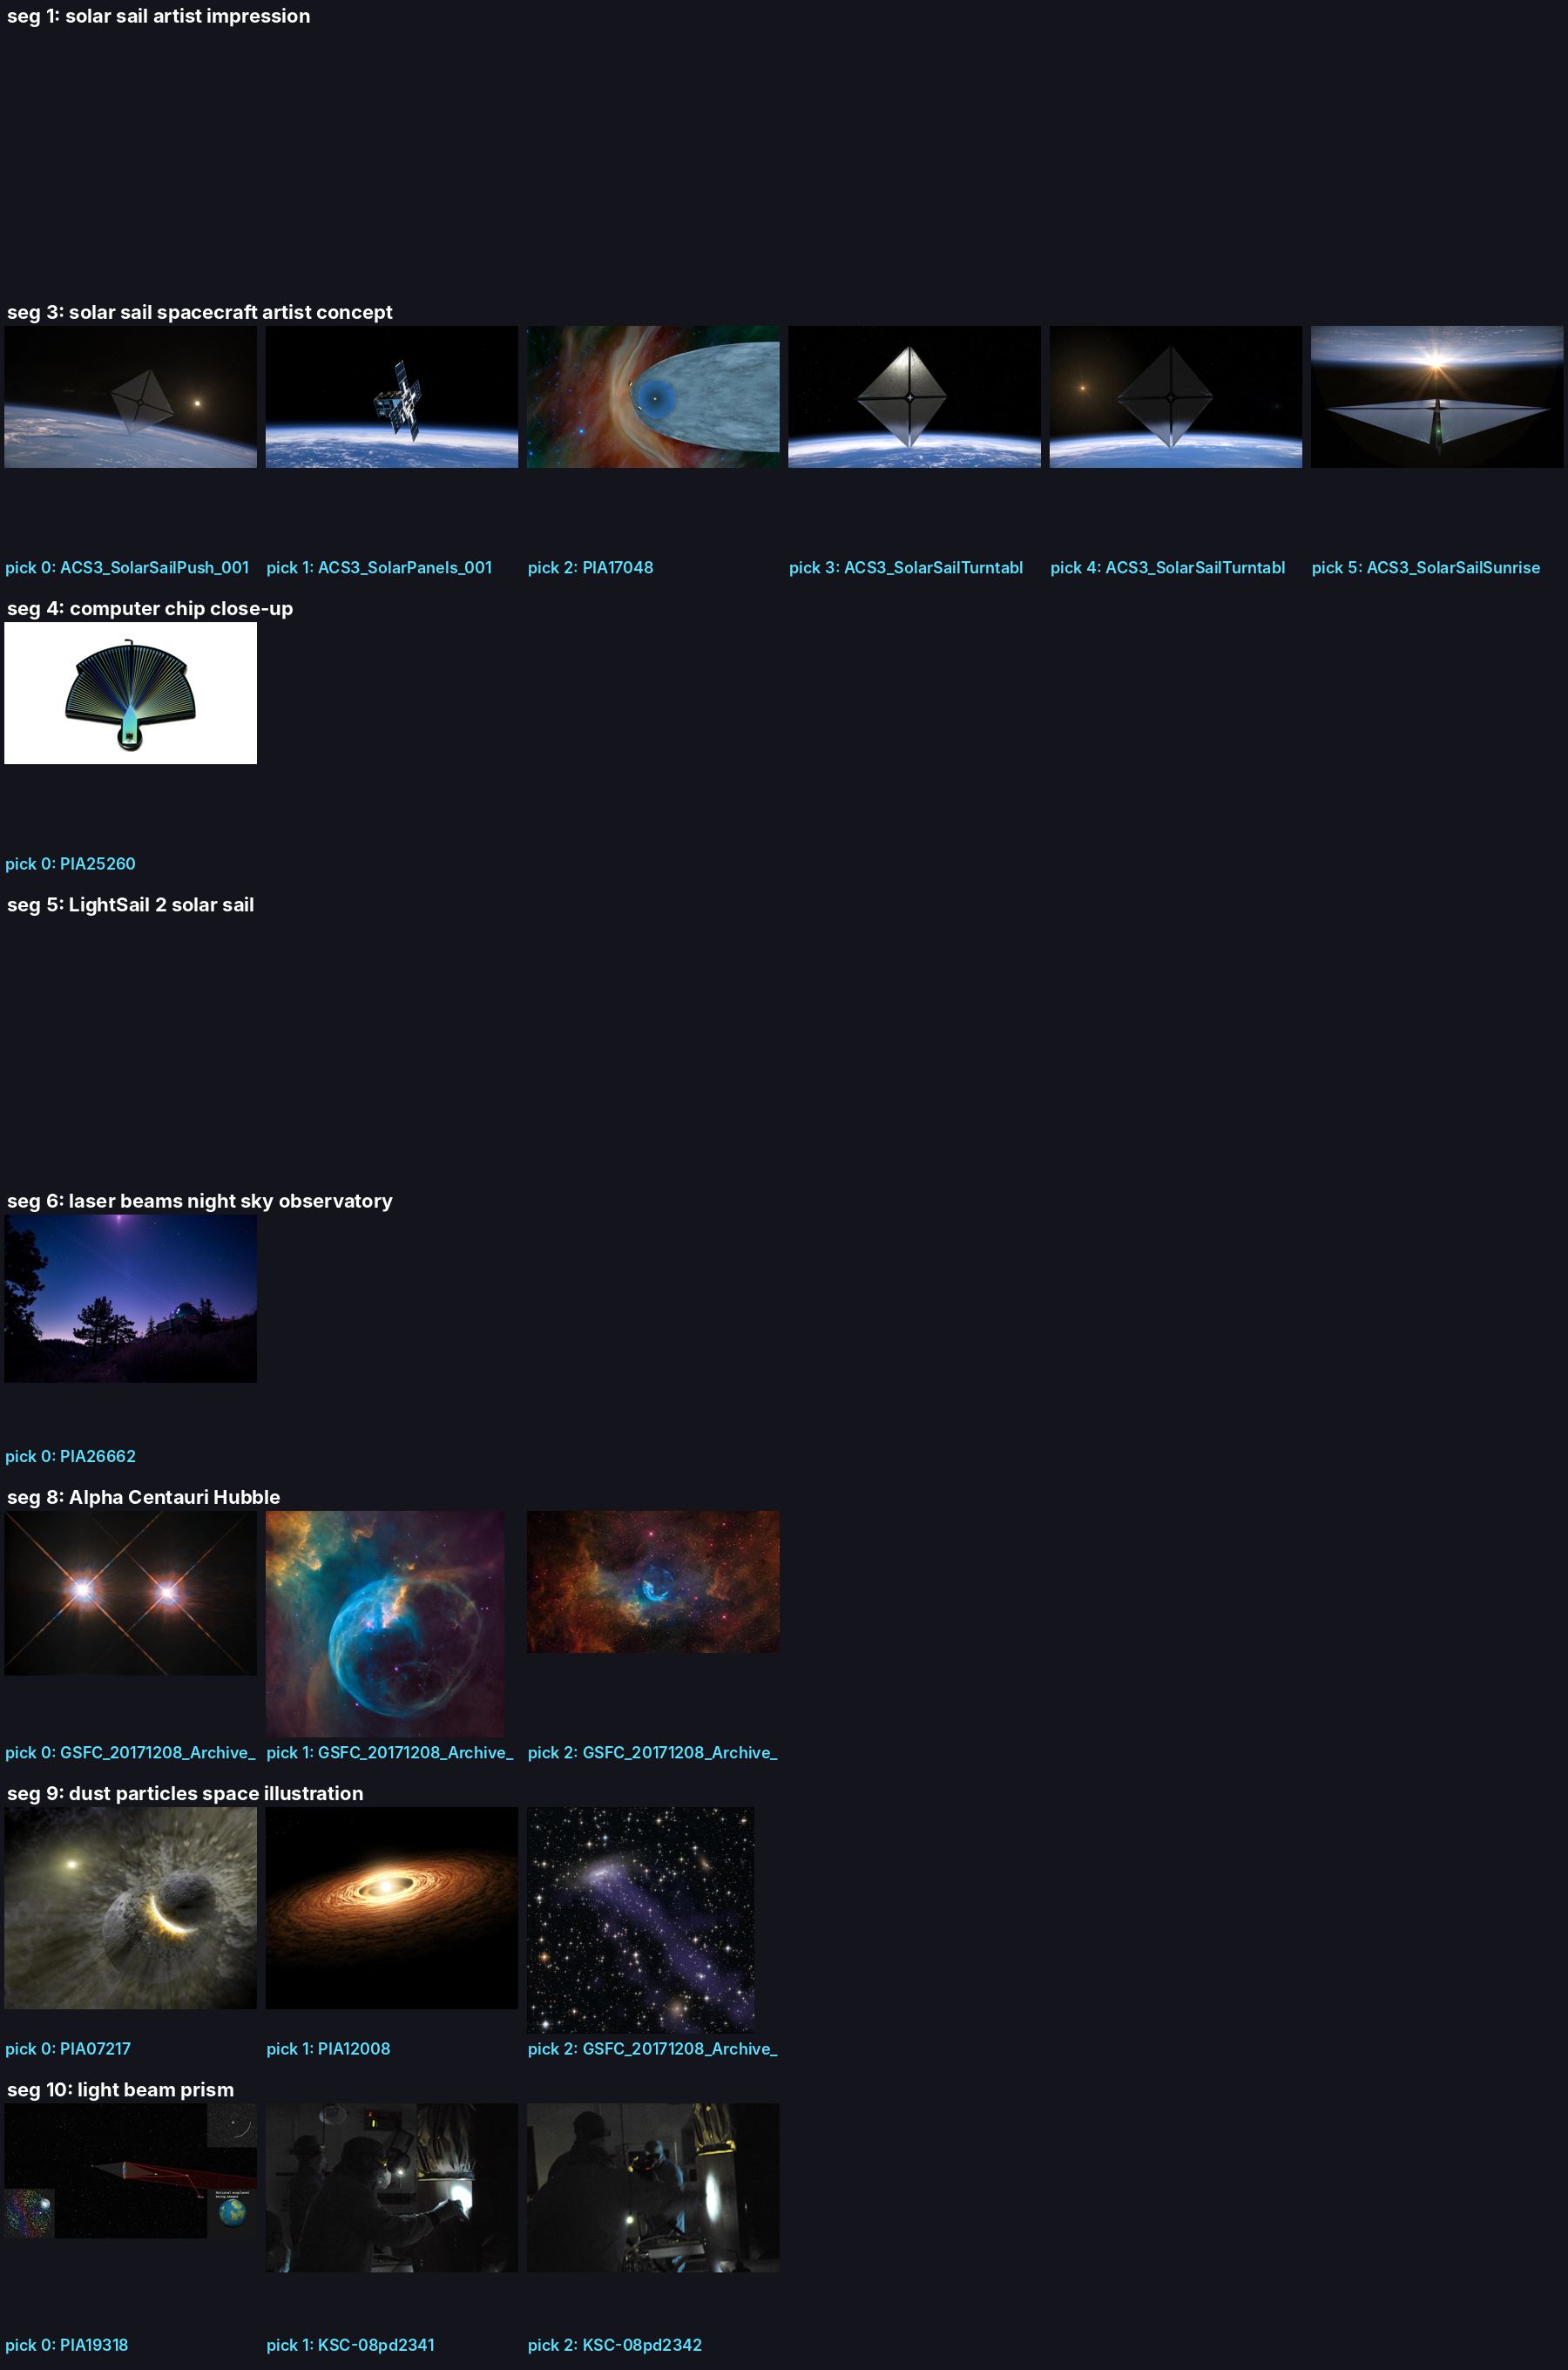 seg 1: solar sail artist impression
seg 3: solar sail spacecraft artist concept
pick 0: ACS3_SolarSailPush_001
pick 1: ACS3_SolarPanels_001
pick 2: PIA17048
pick 3: ACS3_SolarSailTurntabl
pick 4: ACS3_SolarSailTurntabl
pick 5: ACS3_SolarSailSunrise
seg 4: computer chip close-up
pick 0: PIA25260
seg 5: LightSail 2 solar sail
seg 6: laser beams night sky observatory
pick 0: PIA26662
seg 8: Alpha Centauri Hubble
pick 0: GSFC_20171208_Archive_
pick 1: GSFC_20171208_Archive_
pick 2: GSFC_20171208_Archive_
seg 9: dust particles space illustration
pick 0: PIA07217
pick 1: PIA12008
pick 2: GSFC_20171208_Archive_
seg 10: light beam prism
pick 0: PIA19318
pick 1: KSC-08pd2341
pick 2: KSC-08pd2342